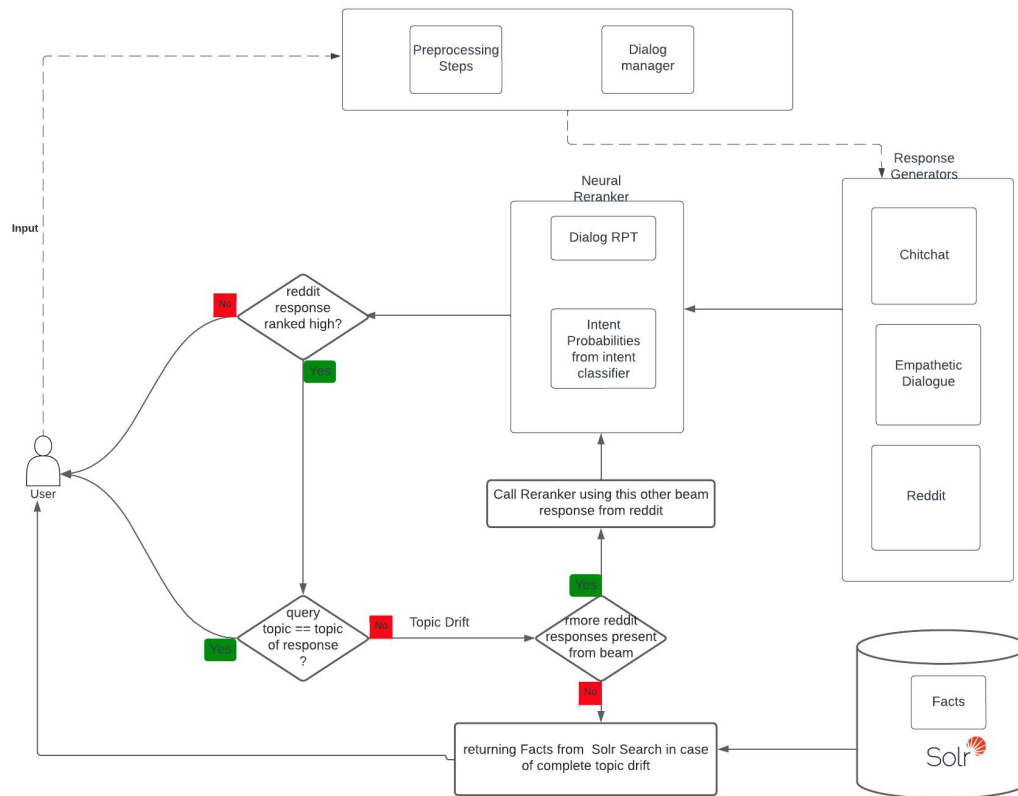 Preprocessing
Steps
Dialog
manager
Input
Response
Generators
Neural
Reranker
Dialog RPT
Chitchat
reddit
response
ranked high?
No
Yes
Intent
Probabilities
from intent
classifier
Empathetic
Dialogue
Reddit
User
Call Reranker using this other beam
response from reddit
Yes
query
topic == topic
of response
?
Yes
No
Topic Drift
rmore reddit
responses present
from beam
No
Facts
Solr
returning Facts from Solr Search in case
of complete topic drift